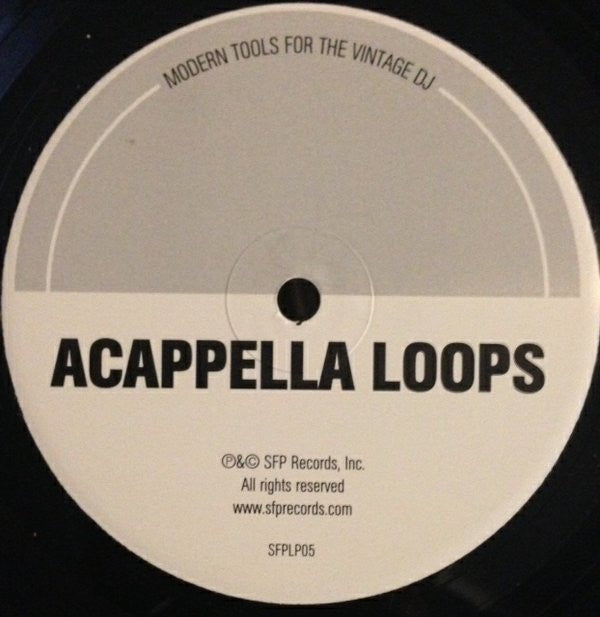 MODERN TOOLS FOR THE VINTAGE DJ
ACAPPELLA LOOPS
℗&© SFP Records, Inc.
All rights reserved
www.sfprecords.com
SFPLP05